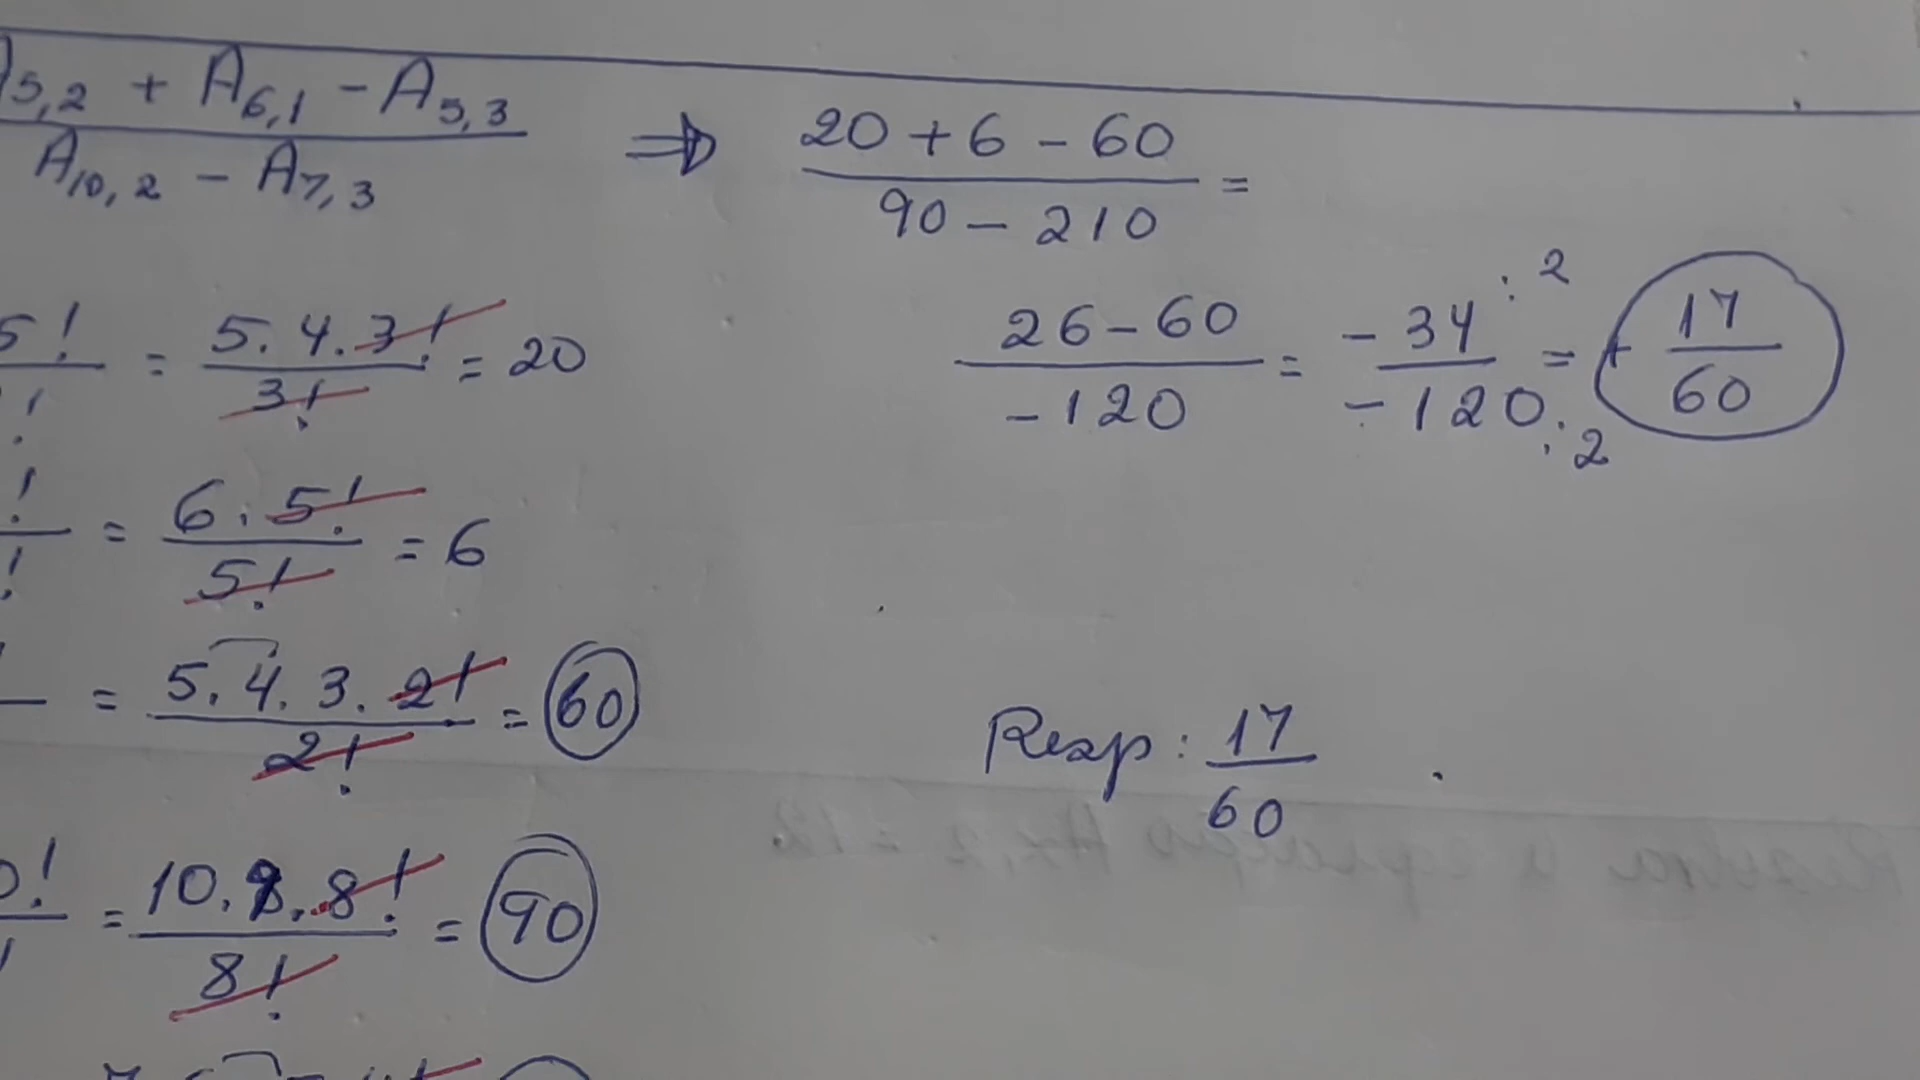 A5,2 + A6,1 - A5,3 / A10,2 - A7,3 ⇒ 20 + 6 - 60 / 90 - 210 =
26 - 60 / -120 = -34 : 2 / -120 : 2 = + 17 / 60
5! / ! = 5.4.3! / 3! = 20
! / ! = 6.5! / 5! = 6
= 5.4.3.2! / 2! = 60
Resp: 17 / 60
0! / ! = 10.9.8! / 8! = 90